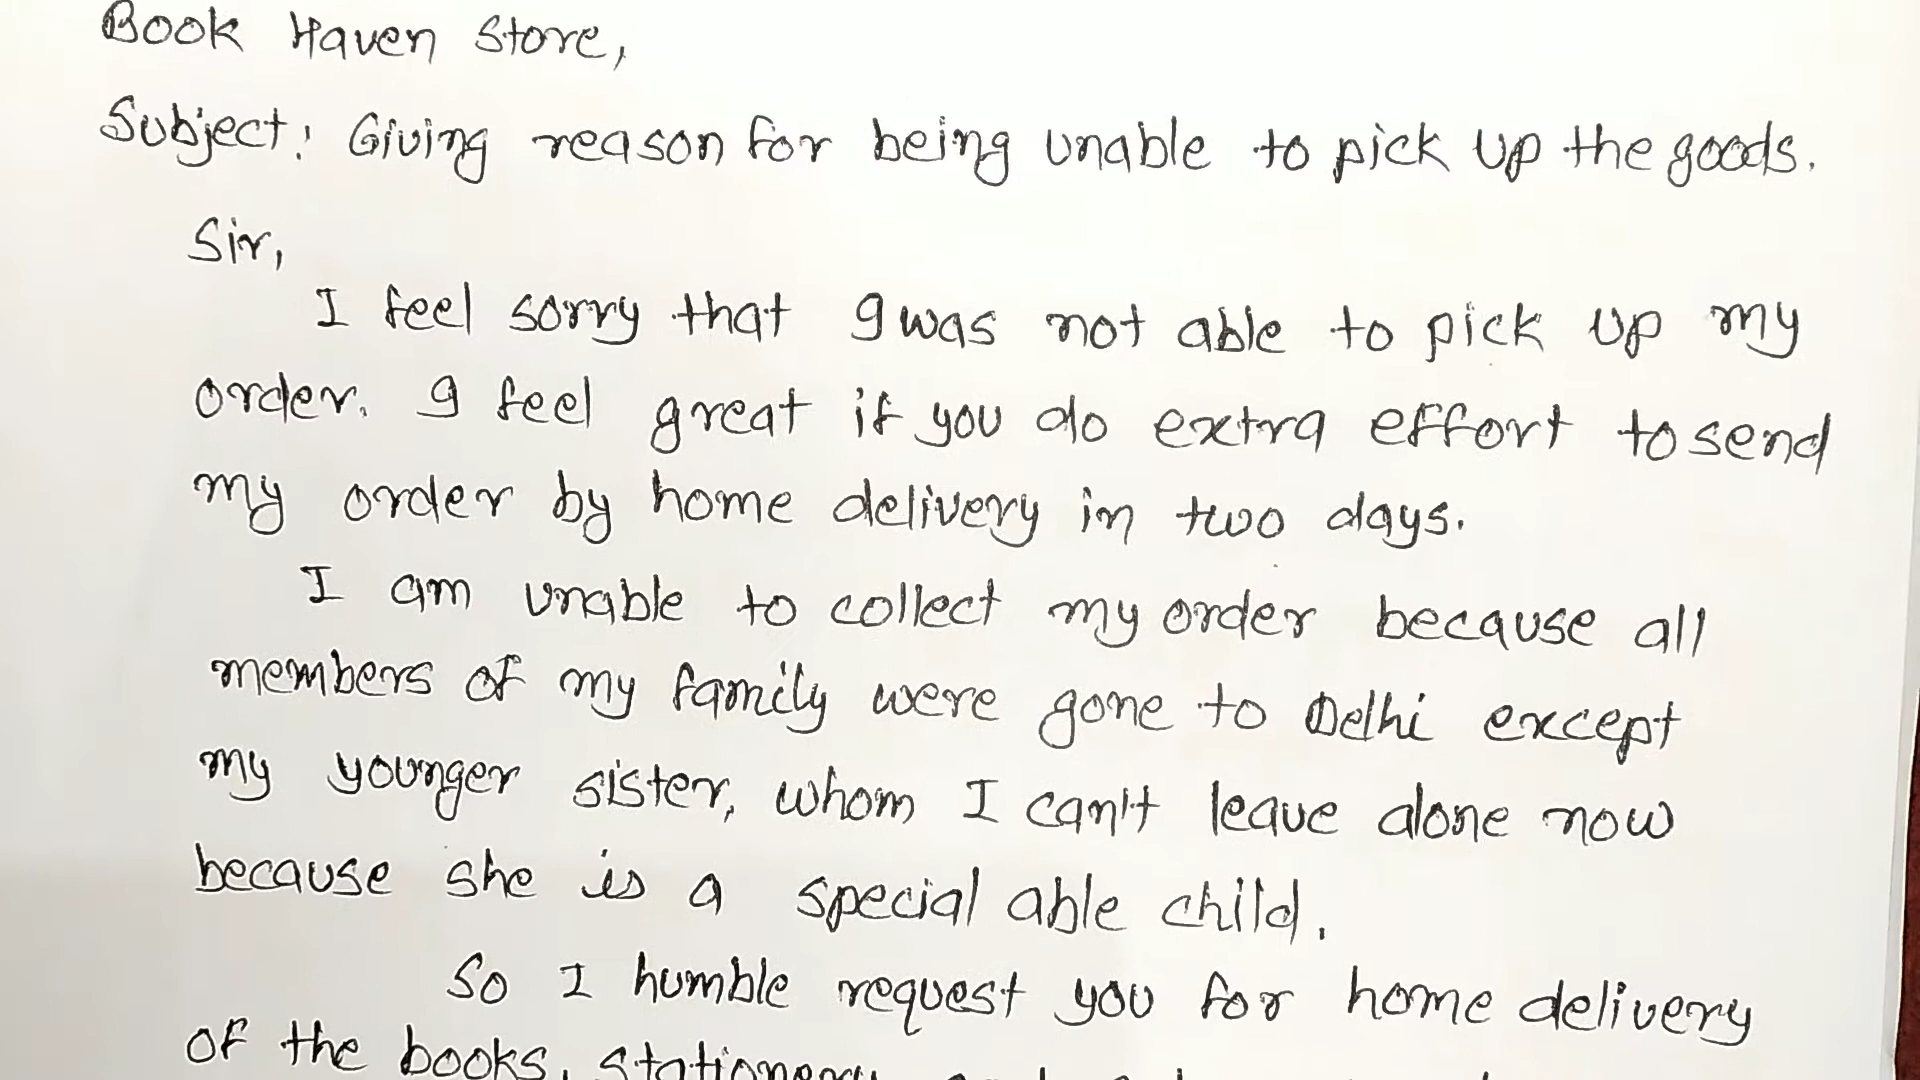 Book Haven Store,
Subject: Giving reason for being unable to pick up the goods.
Sir,
I feel sorry that I was not able to pick up my
order. I feel great if you do extra effort to send
my order by home delivery in two days.
I am unable to collect my order because all
members of my family were gone to Delhi except
my younger sister, whom I can't leave alone now
because she is a special able child.
So I humble request you for home delivery
of the books, stationery